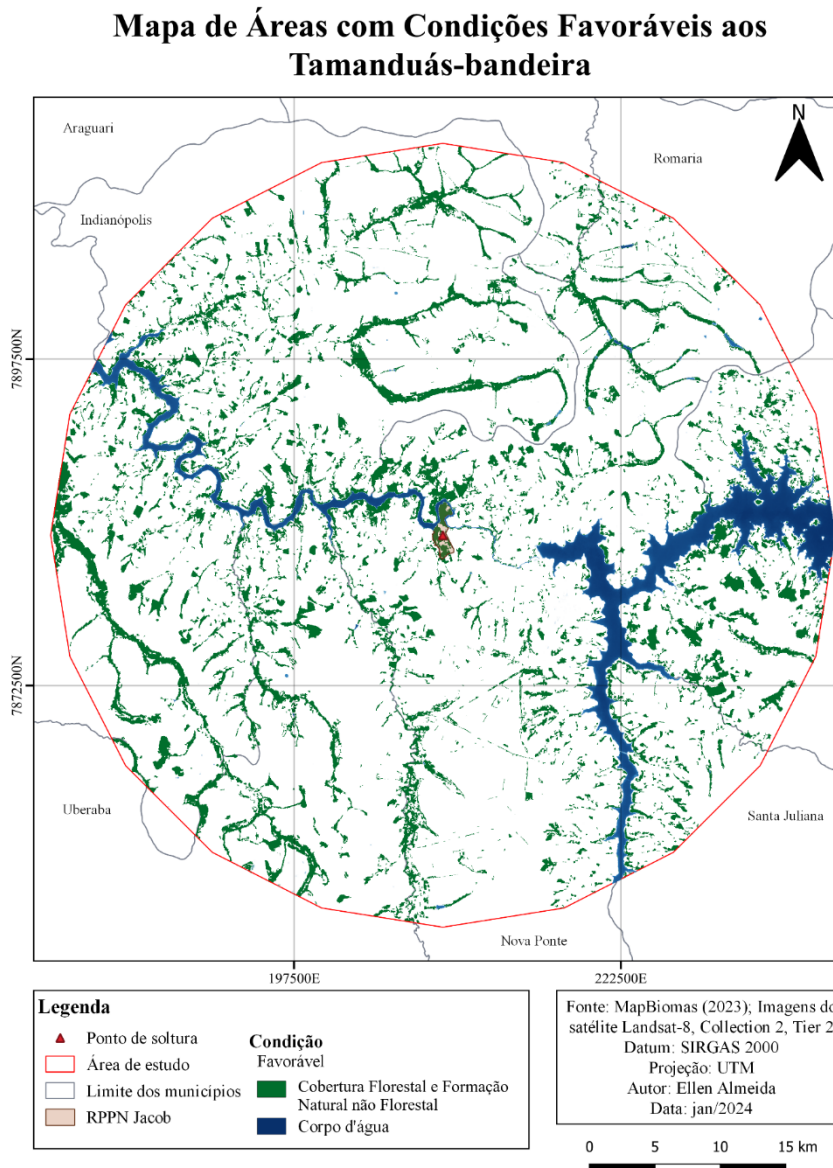 Mapa de Áreas com Condições Favoráveis aos
Tamanduás-bandeira
N
Araguari
Romaria
Indianópolis
7897500N
7872500N
Uberaba
Santa Juliana
Nova Ponte
197500E
222500E
Legenda
Ponto de soltura
Área de estudo
Limite dos municípios
RPPN Jacob
Condição
Favorável
Cobertura Florestal e Formação
Natural não Florestal
Corpo d'água
Fonte: MapBiomas (2023); Imagens do
satélite Landsat-8, Collection 2, Tier 2
Datum: SIRGAS 2000
Projeção: UTM
Autor: Ellen Almeida
Data: jan/2024
0 5 10 15 km